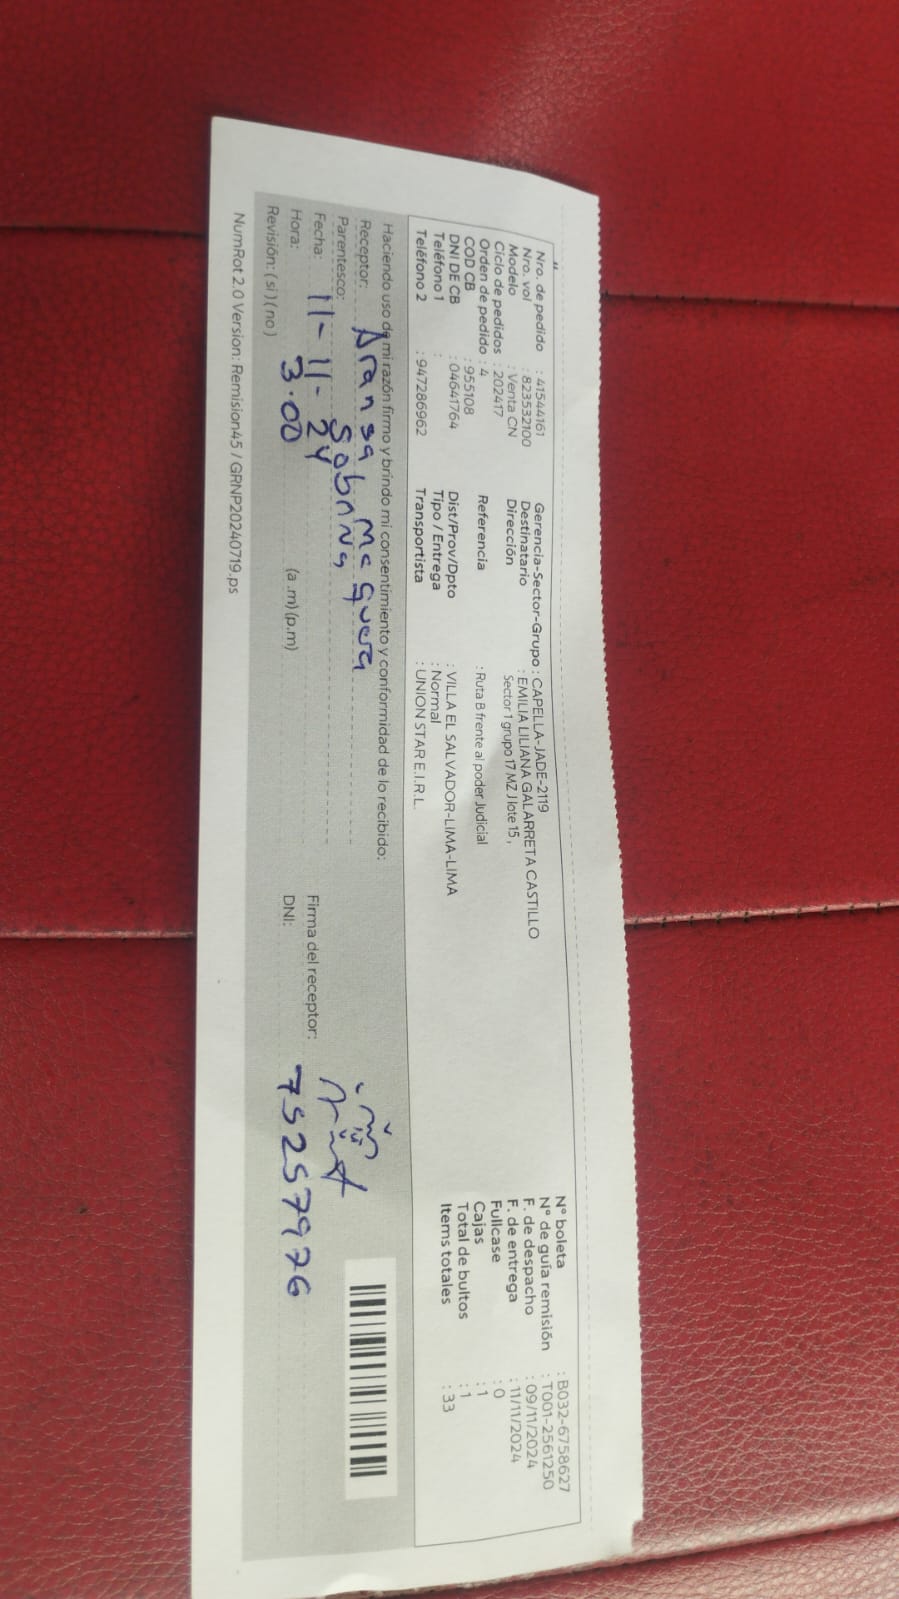 Nro. de pedido : 41544161
Nro. vol : 823532100
Modelo : Venta CN
Ciclo de pedidos : 202417
Orden de pedido : 4
COD CB : 955108
DNI DE CB : 04641764
Teléfono 1 :
Teléfono 2 : 947286962
Gerencia-Sector-Grupo : CAPELLA-JADE-2119
Destinatario : EMILIA LILIANA GALARRETA CASTILLO
Dirección Sector 1 grupo 17 MZ J lote 15 ,
Referencia : Ruta B frente al poder Judicial
Dist/Prov/Dpto : VILLA EL SALVADOR-LIMA-LIMA
Tipo / Entrega : Normal
Transportista : UNION STAR E.I.R.L.
N° boleta : B032-6758627
N° de guía remisión : T001-2561250
F. de despacho : 09/11/2024
F. de entrega : 11/11/2024
Fullcase : 0
Cajas : 1
Total de bultos : 1
Items totales : 33
Haciendo uso de mi razón firmo y brindo mi consentimiento y conformidad de lo recibido:
Receptor: Aransa
Parentesco:
Fecha: 11-11-24
Hora: 3.00 (a .m) (p.m)
Revisión: ( si ) ( no )
Firma del receptor:
DNI: 75257976
NumRot 2.0 Version: Remision45 / GRNP20240719.ps